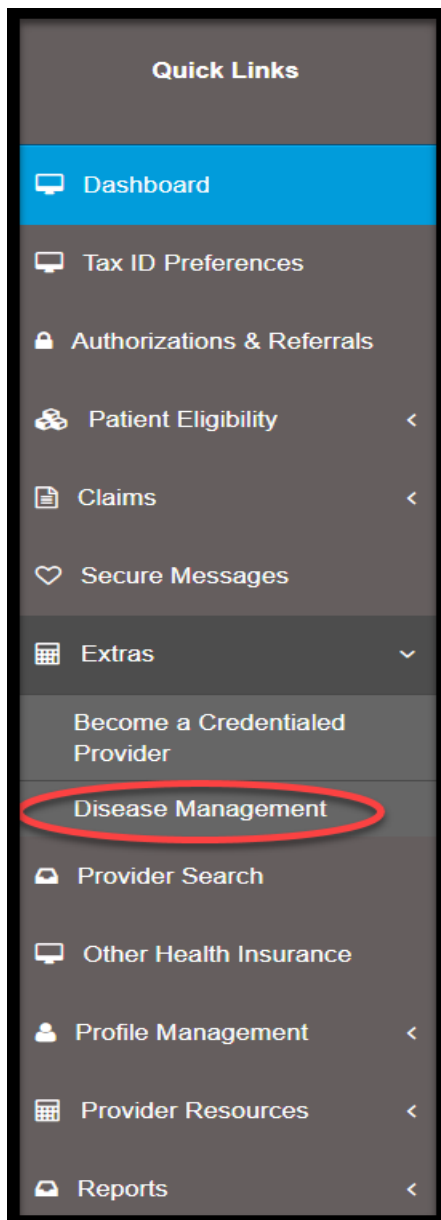 Quick Links
Dashboard
Tax ID Preferences
Authorizations & Referrals
Patient Eligibility
Claims
Secure Messages
Extras
Become a Credentialed
Provider
Disease Management
Provider Search
Other Health Insurance
Profile Management
Provider Resources
Reports